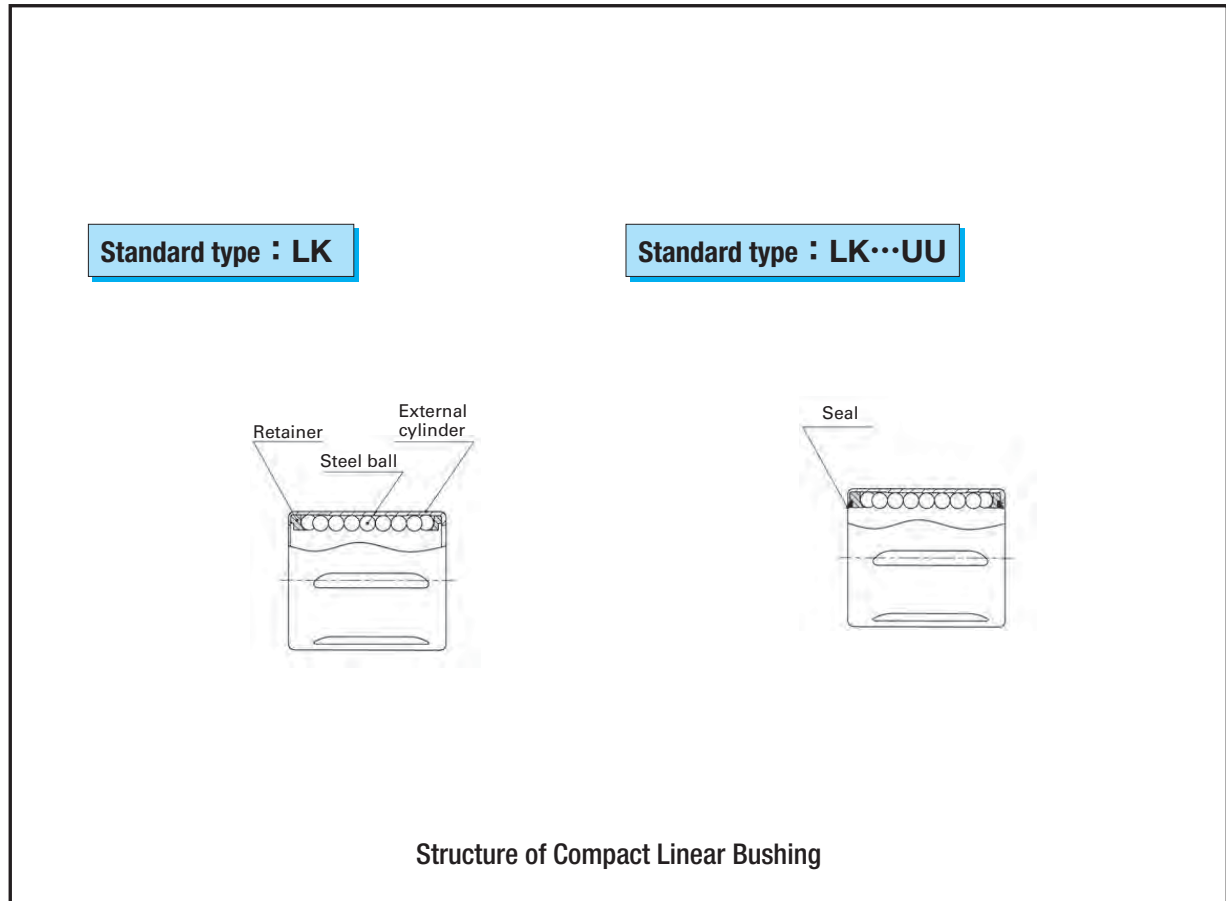 Standard type：LK
Standard type：LK···UU
External
cylinder
Retainer
Steel ball
Seal
Structure of Compact Linear Bushing